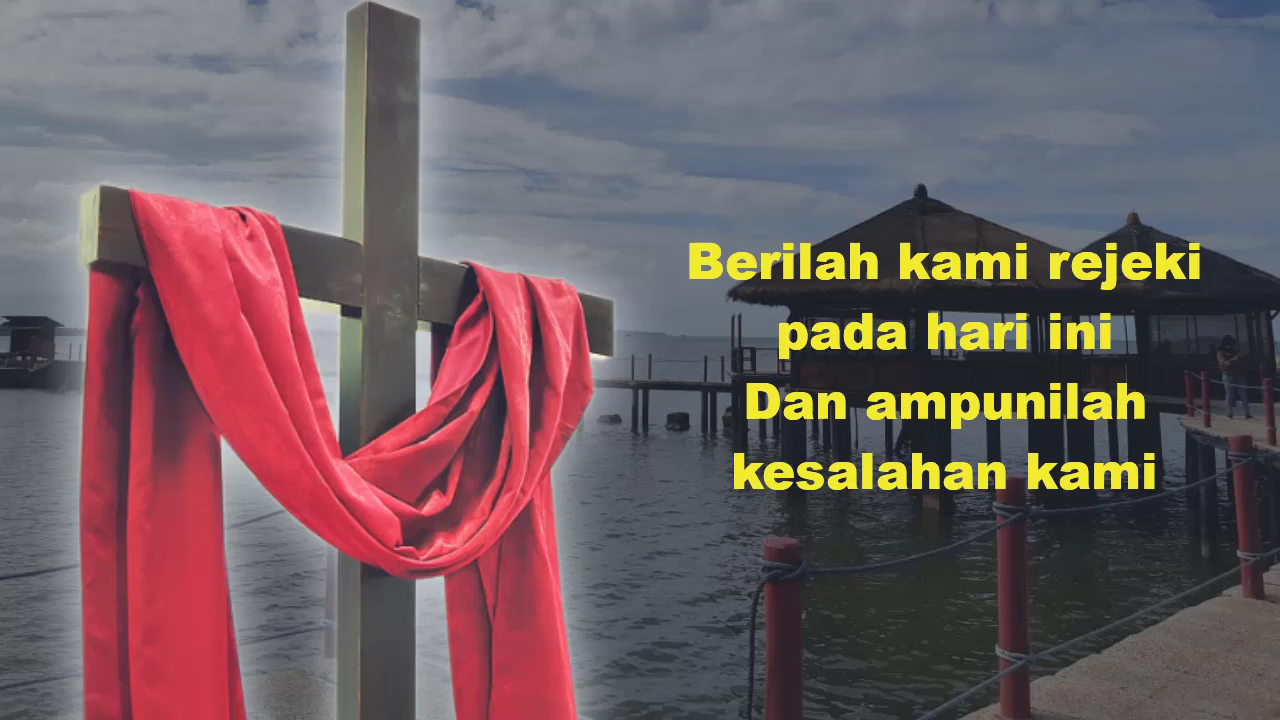 Berilah kami rejeki
pada hari ini
Dan ampunilah
kesalahan kami